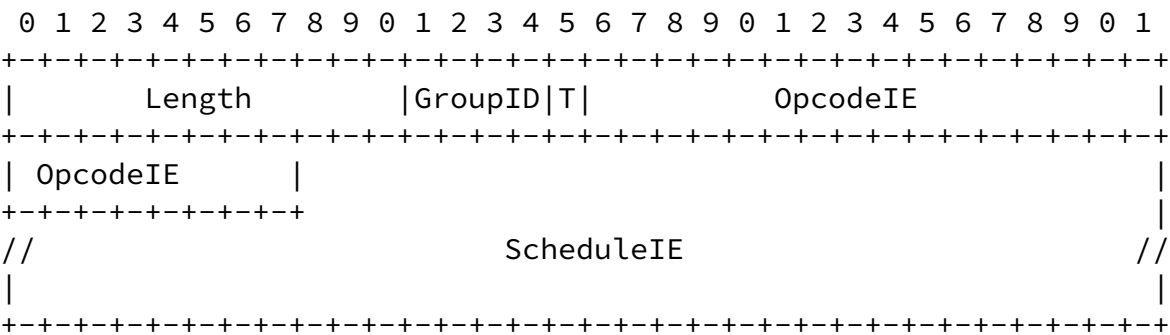 0 1 2 3 4 5 6 7 8 9 0 1 2 3 4 5 6 7 8 9 0 1 2 3 4 5 6 7 8 9 0 1
+-+-+-+-+-+-+-+-+-+-+-+-+-+-+-+-+-+-+-+-+-+-+-+-+-+-+-+-+-+-+-+-+
|       Length        |GroupID|T|          OpcodeIE             |
+-+-+-+-+-+-+-+-+-+-+-+-+-+-+-+-+-+-+-+-+-+-+-+-+-+-+-+-+-+-+-+-+
| OpcodeIE      |                                               |
+-+-+-+-+-+-+-+-+                                               |
//                          ScheduleIE                         //
|                                                               |
+-+-+-+-+-+-+-+-+-+-+-+-+-+-+-+-+-+-+-+-+-+-+-+-+-+-+-+-+-+-+-+-+